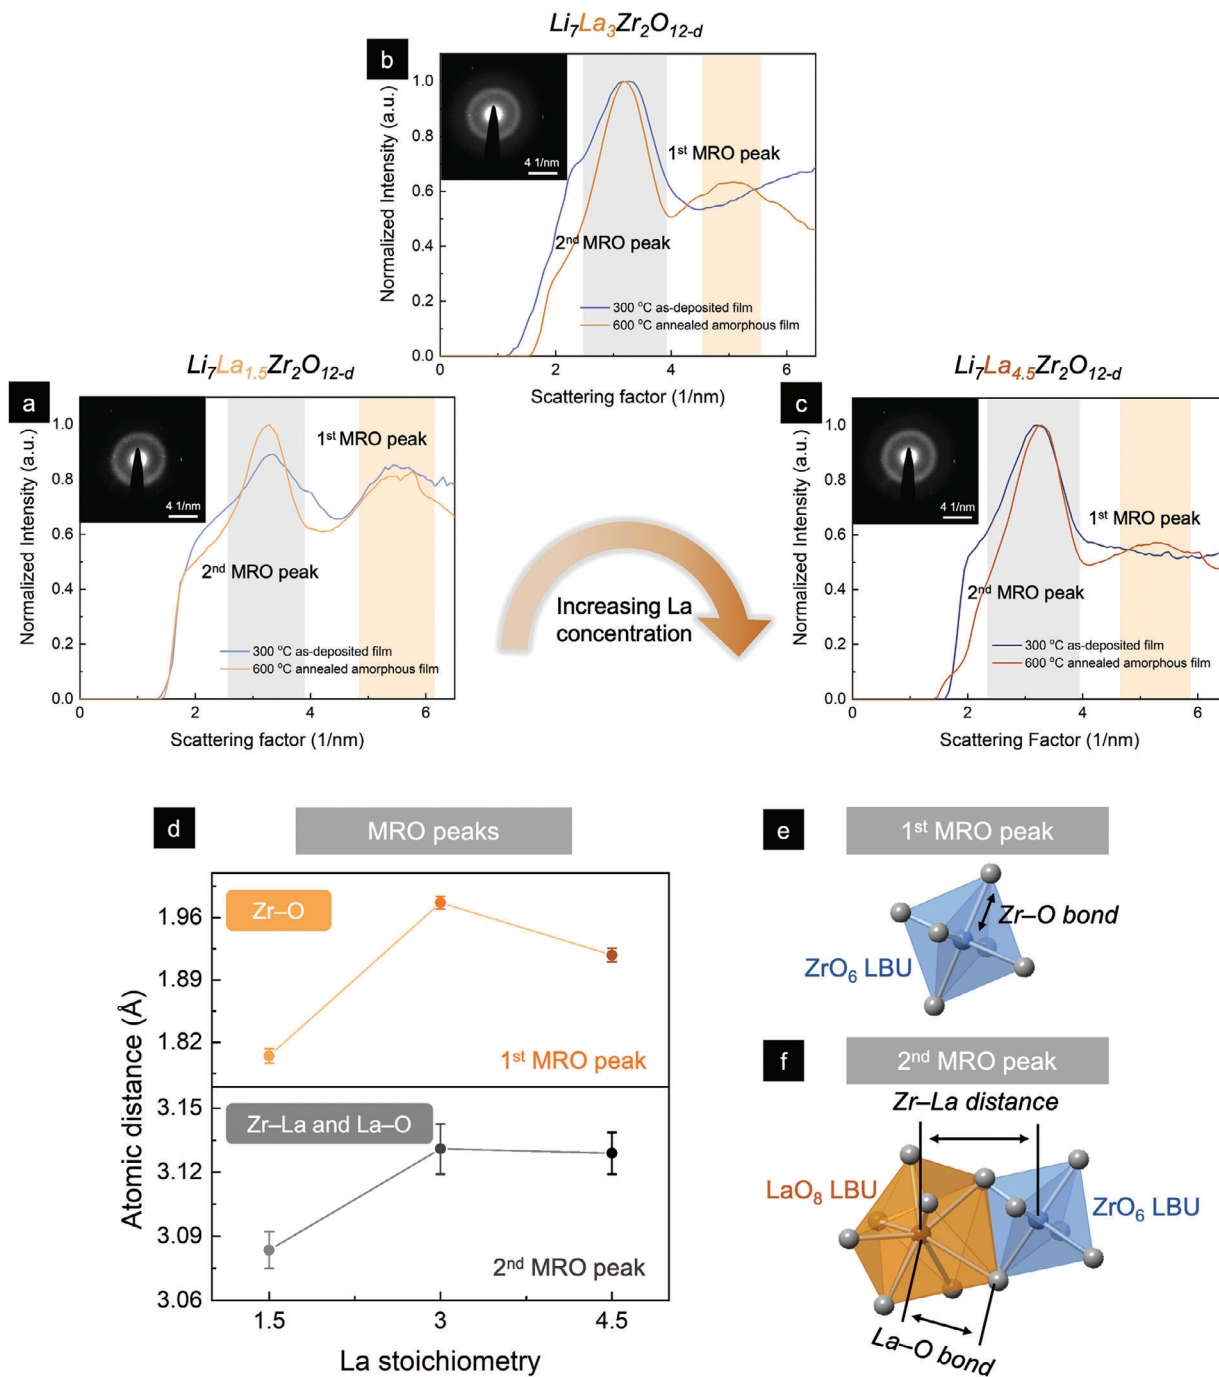 Li7La3Zr2O12-d
b
Normalized Intensity (a.u.)
1.0
0.8
0.6
0.4
0.2
0.0
4 1/nm
1st MRO peak
2nd MRO peak
300 °C as-deposited film
600 °C annealed amorphous film
0 2 4 6
Scattering factor (1/nm)
Li7La1.5Zr2O12-d
a
Normalized Intensity (a.u.)
1.0
0.8
0.6
0.4
0.2
0.0
4 1/nm
1st MRO peak
2nd MRO peak
300 °C as-deposited film
600 °C annealed amorphous film
0 2 4 6
Scattering factor (1/nm)
Increasing La
concentration
Li7La4.5Zr2O12-d
c
Normalized Intensity (a.u.)
1.0
0.8
0.6
0.4
0.2
0.0
4 1/nm
1st MRO peak
2nd MRO peak
300 °C as-deposited film
600 °C annealed amorphous film
0 2 4 6
Scattering Factor (1/nm)
d
MRO peaks
Atomic distance (Å)
Zr–O
1.96
1.89
1.82
1st MRO peak
3.15
Zr–La and La–O
3.12
3.09
3.06
2nd MRO peak
1.5 3 4.5
La stoichiometry
e
1st MRO peak
Zr–O bond
ZrO6 LBU
f
2nd MRO peak
Zr–La distance
LaO8 LBU
ZrO6 LBU
La–O bond